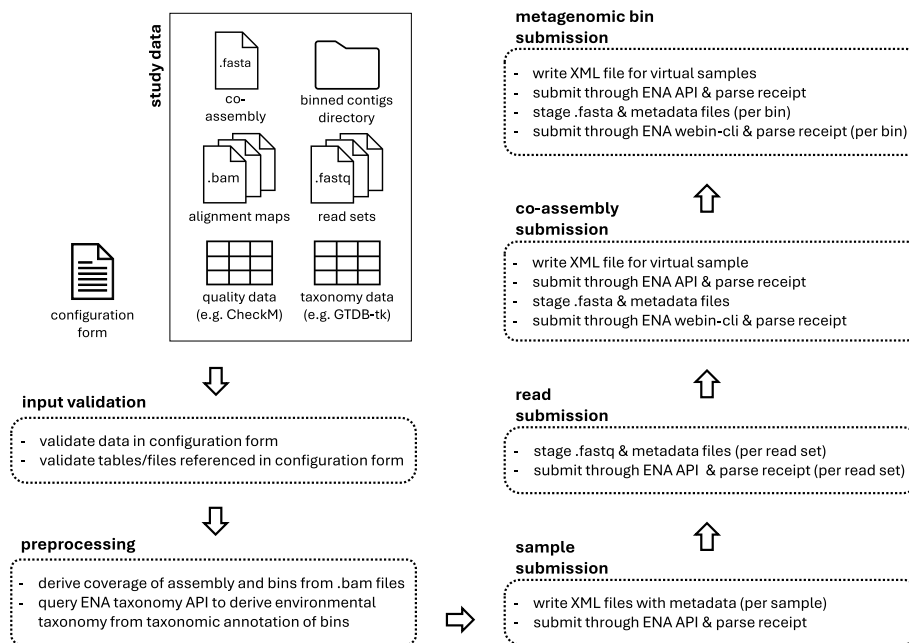 study data
.fasta
co-
assembly
binned contigs
directory
.bam
alignment maps
.fastq
read sets
quality data
(e.g. CheckM)
taxonomy data
(e.g. GTDB-tk)
configuration
form
input validation
- validate data in configuration form
- validate tables/files referenced in configuration form
preprocessing
- derive coverage of assembly and bins from .bam files
- query ENA taxonomy API to derive environmental
taxonomy from taxonomic annotation of bins
metagenomic bin
submission
- write XML file for virtual samples
- submit through ENA API & parse receipt
- stage .fasta & metadata files (per bin)
- submit through ENA webin-cli & parse receipt (per bin)
co-assembly
submission
- write XML file for virtual sample
- submit through ENA API & parse receipt
- stage .fasta & metadata files
- submit through ENA webin-cli & parse receipt
read
submission
- stage .fastq & metadata files (per read set)
- submit through ENA API & parse receipt (per read set)
sample
submission
- write XML files with metadata (per sample)
- submit through ENA API & parse receipt